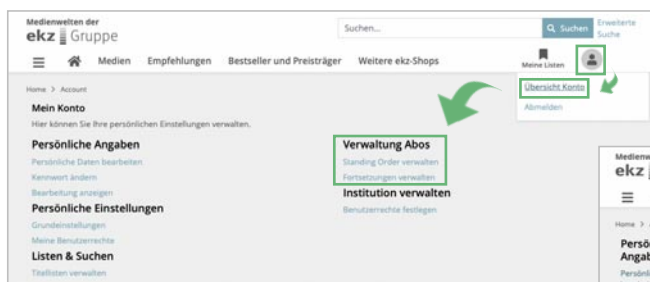 Medienwelten der
ekz Gruppe
Suchen...
Suchen
Erweiterte
Suche
Medien
Empfehlungen
Bestseller und Preisträger
Weitere ekz-Shops
Meine Listen
Übersicht Konto
Abmelden
Home > Account
Mein Konto
Hier können Sie Ihre persönlichen Einstellungen verwalten.
Persönliche Angaben
Persönliche Daten bearbeiten
Kennwort ändern
Bearbeitung anzeigen
Persönliche Einstellungen
Grundeinstellungen
Meine Benutzerrechte
Listen & Suchen
Titellisten verwalten
Verwaltung Abos
Standing Order verwalten
Fortsetzungen verwalten
Institution verwalten
Benutzerrechte festlegen
Medienw
ekz
Home >
Persö
Angab
Persönl